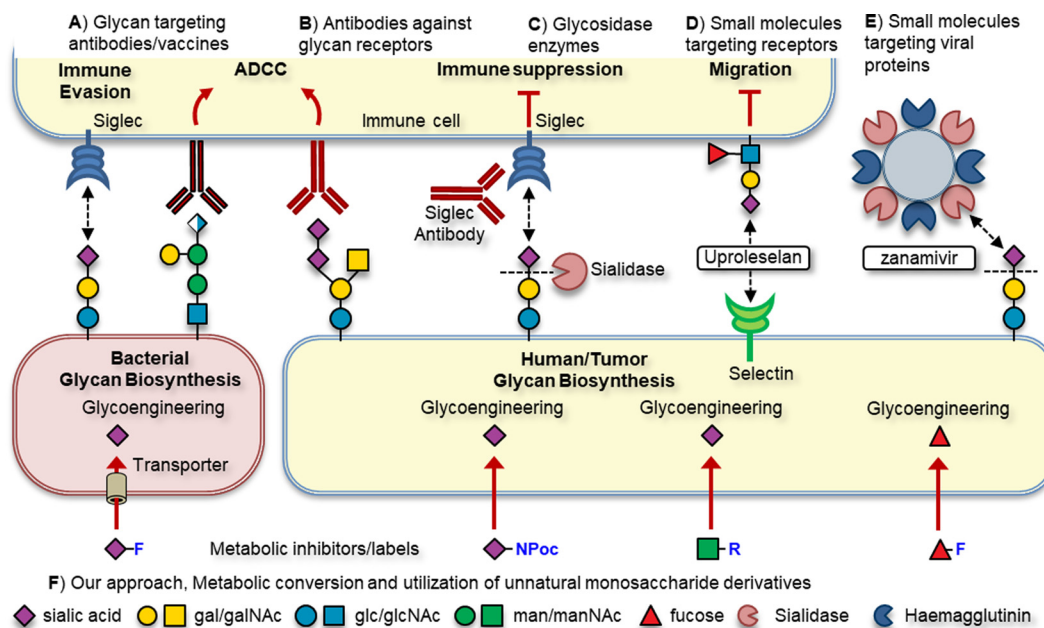 A) Glycan targeting
antibodies/vaccines
B) Antibodies against
glycan receptors
C) Glycosidase
enzymes
D) Small molecules
targeting receptors
E) Small molecules
targeting viral
proteins
Immune
Evasion
ADCC
Immune suppression
Migration
Siglec
Immune cell
Siglec
Siglec
Antibody
Sialidase
Uproleselan
zanamivir
Selectin
Bacterial
Glycan Biosynthesis
Glycoengineering
Transporter
Human/Tumor
Glycan Biosynthesis
Glycoengineering
Glycoengineering
Glycoengineering
F
Metabolic inhibitors/labels
NPoc
R
F
F) Our approach, Metabolic conversion and utilization of unnatural monosaccharide derivatives
sialic acid gal/galNAc glc/glcNAc man/manNAc fucose Sialidase Haemagglutinin